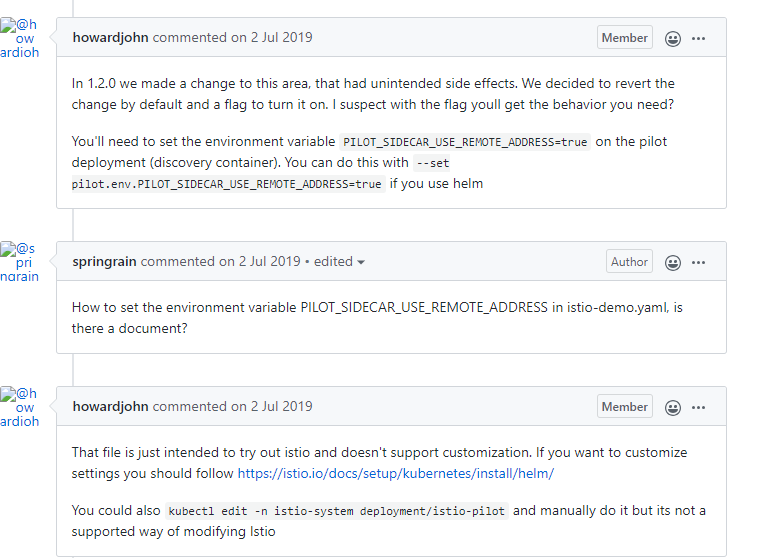 @h
ow
ardjoh
howardjohn commented on 2 Jul 2019
Member
In 1.2.0 we made a change to this area, that had unintended side effects. We decided to revert the
change by default and a flag to turn it on. I suspect with the flag youll get the behavior you need?
You'll need to set the environment variable PILOT_SIDECAR_USE_REMOTE_ADDRESS=true on the pilot
deployment (discovery container). You can do this with --set
pilot.env.PILOT_SIDECAR_USE_REMOTE_ADDRESS=true if you use helm
@s
pri
ngrain
springrain commented on 2 Jul 2019 • edited
Author
How to set the environment variable PILOT_SIDECAR_USE_REMOTE_ADDRESS in istio-demo.yaml, is
there a document?
@h
ow
ardjoh
howardjohn commented on 2 Jul 2019
Member
That file is just intended to try out istio and doesn't support customization. If you want to customize
settings you should follow https://istio.io/docs/setup/kubernetes/install/helm/
You could also kubectl edit -n istio-system deployment/istio-pilot and manually do it but its not a
supported way of modifying Istio